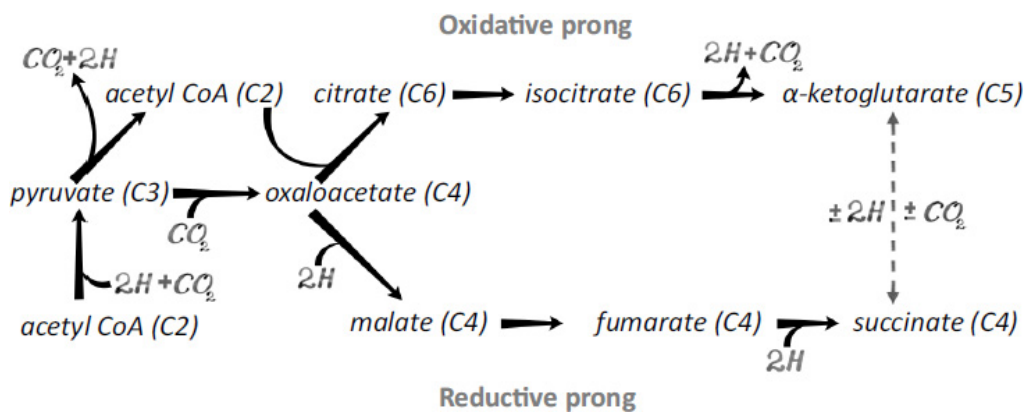 Oxidative prong
CO₂+2H
2H+CO₂
acetyl CoA (C2)
citrate (C6)
isocitrate (C6)
α-ketoglutarate (C5)
pyruvate (C3)
oxaloacetate (C4)
CO₂
± 2H
± CO₂
2H
2H +CO₂
acetyl CoA (C2)
malate (C4)
fumarate (C4)
succinate (C4)
2H
Reductive prong